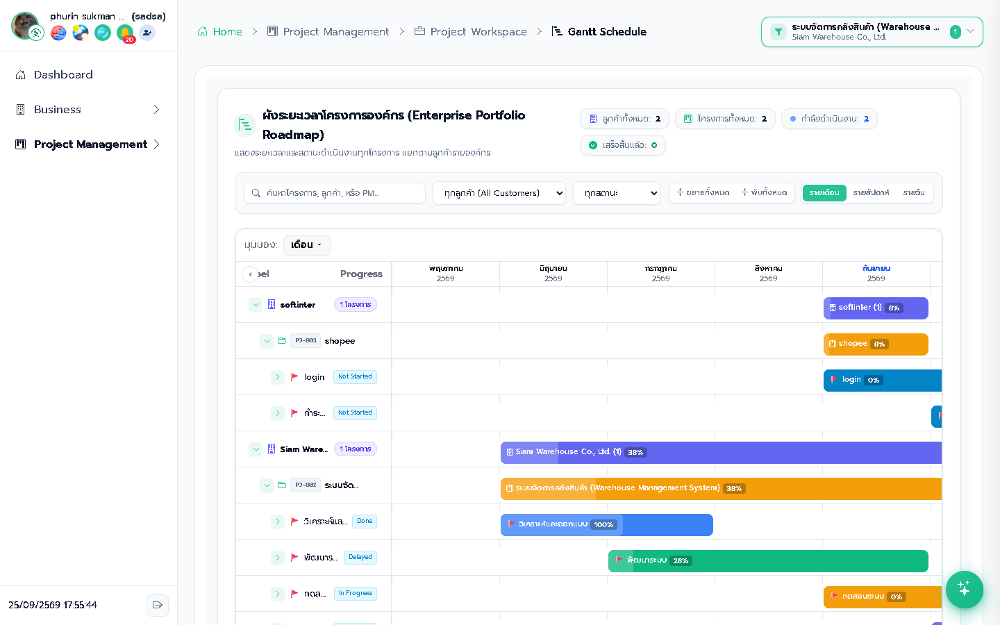 phurin sukman ... (sadsa)
20
Home
Project Management
Project Workspace
Gantt Schedule
ระบบจัดการคลังสินค้า (Warehouse ...
Siam Warehouse Co., Ltd.
1
Dashboard
Business
Project Management
ผังระยะเวลาโครงการองค์กร (Enterprise Portfolio
Roadmap)
แสดงระยะเวลาและสถานะดำเนินงานทุกโครงการ แยกตามลูกค้ารายองค์กร
ลูกค้าทั้งหมด: 2
โครงการทั้งหมด: 2
กำลังดำเนินงาน: 2
เสร็จสิ้นแล้ว: 0
ค้นหาโครงการ, ลูกค้า, หรือ PM...
ทุกลูกค้า (All Customers)
ทุกสถานะ
ขยายทั้งหมด
พับทั้งหมด
รายเดือน
รายสัปดาห์
รายวัน
มุมมอง: เดือน
Progress
พฤษภาคม
2569
มิถุนายน
2569
กรกฎาคม
2569
สิงหาคม
2569
กันยายน
2569
softinter
1 โครงการ
softinter (1) 8%
PJ-001 shopee
shopee 8%
login
Not Started
login 0%
ทำระ...
Not Started
Siam Ware...
1 โครงการ
Siam Warehouse Co., Ltd. (1) 38%
PJ-002 ระบบจัด...
ระบบจัดการคลังสินค้า (Warehouse Management System) 38%
วิเคราะห์แล...
Done
วิเคราะห์และออกแบบ 100%
พัฒนาร...
Delayed
พัฒนาระบบ 28%
ทดส...
In Progress
ทดสอบระบบ 0%
25/09/2569 17:55:44